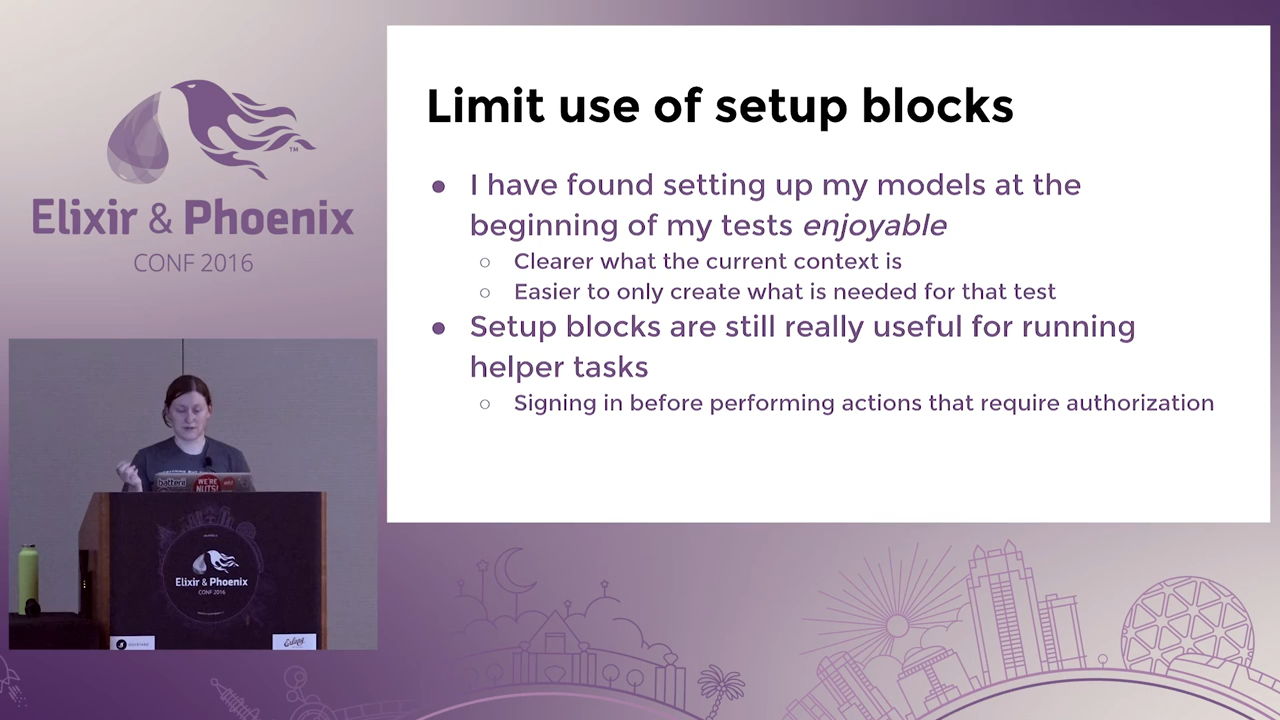 Elixir & Phoenix
CONF 2016
Limit use of setup blocks
● I have found setting up my models at the
beginning of my tests enjoyable
○ Clearer what the current context is
○ Easier to only create what is needed for that test
● Setup blocks are still really useful for running
helper tasks
○ Signing in before performing actions that require authorization
WE'RE
NUTS!
Elixir & Phoenix
CONF 2016